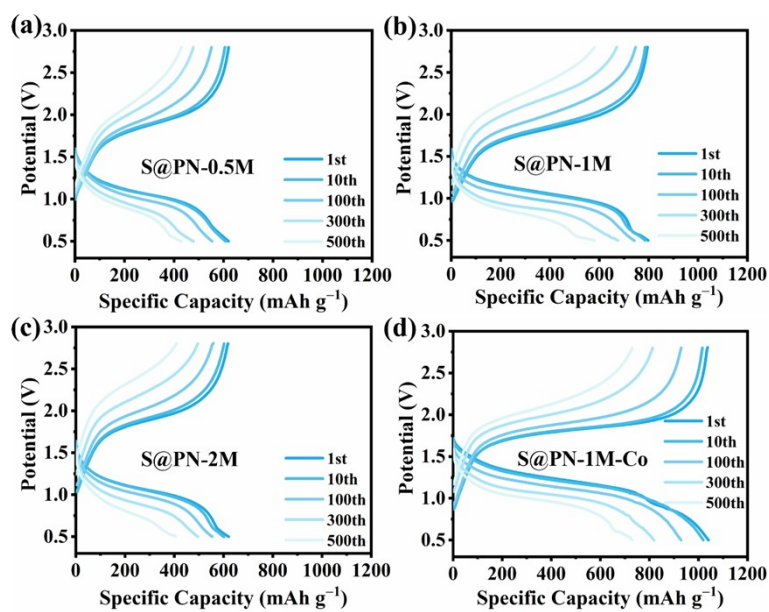 (a)
3.0
2.5
2.0
1.5
1.0
0.5
Potential (V)
S@PN-0.5M
1st
10th
100th
300th
500th
0 200 400 600 800 1000 1200
Specific Capacity (mAh g⁻¹)
(b)
3.0
2.5
2.0
1.5
1.0
0.5
Potential (V)
S@PN-1M
1st
10th
100th
300th
500th
0 200 400 600 800 1000 1200
Specific Capacity (mAh g⁻¹)
(c)
3.0
2.5
2.0
1.5
1.0
0.5
Potential (V)
S@PN-2M
1st
10th
100th
300th
500th
0 200 400 600 800 1000 1200
Specific Capacity (mAh g⁻¹)
(d)
3.0
2.5
2.0
1.5
1.0
0.5
Potential (V)
S@PN-1M-Co
1st
10th
100th
300th
500th
0 200 400 600 800 1000 1200
Specific Capacity (mAh g⁻¹)